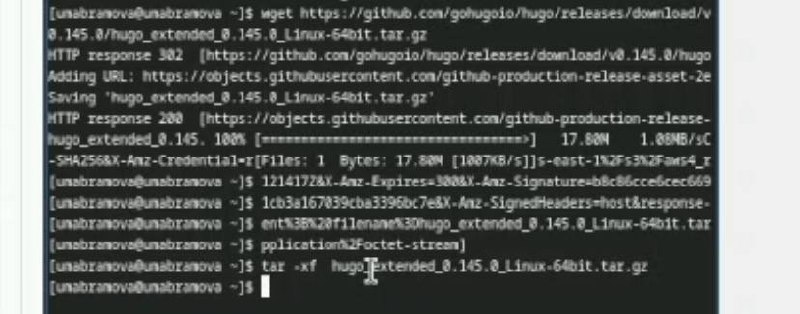 [umabramova@umabramova ~]$ wget https://github.com/gohugoio/hugo/releases/download/v
0.145.0/hugo_extended_0.145.0_Linux-64bit.tar.gz
HTTP response 302  [https://github.com/gohugoio/hugo/releases/download/v0.145.0/hugo
Adding URL: https://objects.githubusercontent.com/github-production-release-asset-2e
Saving 'hugo_extended_0.145.0_Linux-64bit.tar.gz'
HTTP response 200  [https://objects.githubusercontent.com/github-production-release-
hugo_extended_0.145. 100% [=================================>]   17.80M    1.08MB/sC
-SHA256&X-Amz-Credential=r[Files: 1  Bytes: 17.80M [1007KB/s]]s-east-1%2Fs3%2Faws4_r
[umabramova@umabramova ~]$ 121417Z&X-Amz-Expires=300&X-Amz-Signature=b8c86cce6cec669
[umabramova@umabramova ~]$ 1cb3a167039cba3396bc7e&X-Amz-SignedHeaders=host&response-
[umabramova@umabramova ~]$ ent%3B%20filename%3Dhugo_extended_0.145.0_Linux-64bit.tar
[umabramova@umabramova ~]$ pplication%2Foctet-stream]
[umabramova@umabramova ~]$ tar -xf  hugo_extended_0.145.0_Linux-64bit.tar.gz
[umabramova@umabramova ~]$